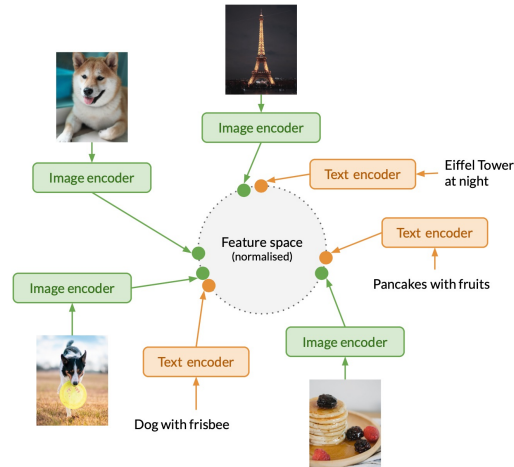 Image encoder
Image encoder
Text encoder
Eiffel Tower
at night
Text encoder
Feature space
(normalised)
Pancakes with fruits
Image encoder
Image encoder
Text encoder
Dog with frisbee